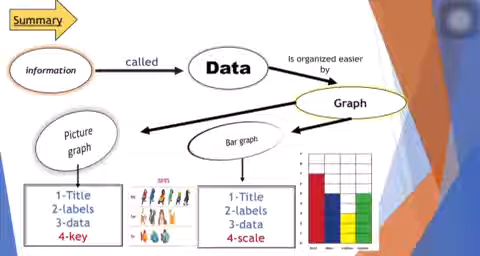 Summary
information
called
Data
Is organized easier
by
Graph
Picture
graph
Bar graph
1-Title
2-labels
3-data
4-key
1-Title
2-labels
3-data
4-scale